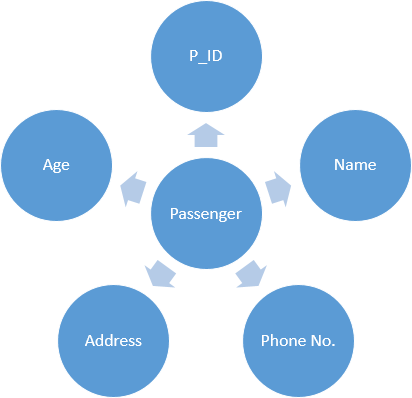 P_ID
Age
Name
Passenger
Address
Phone No.